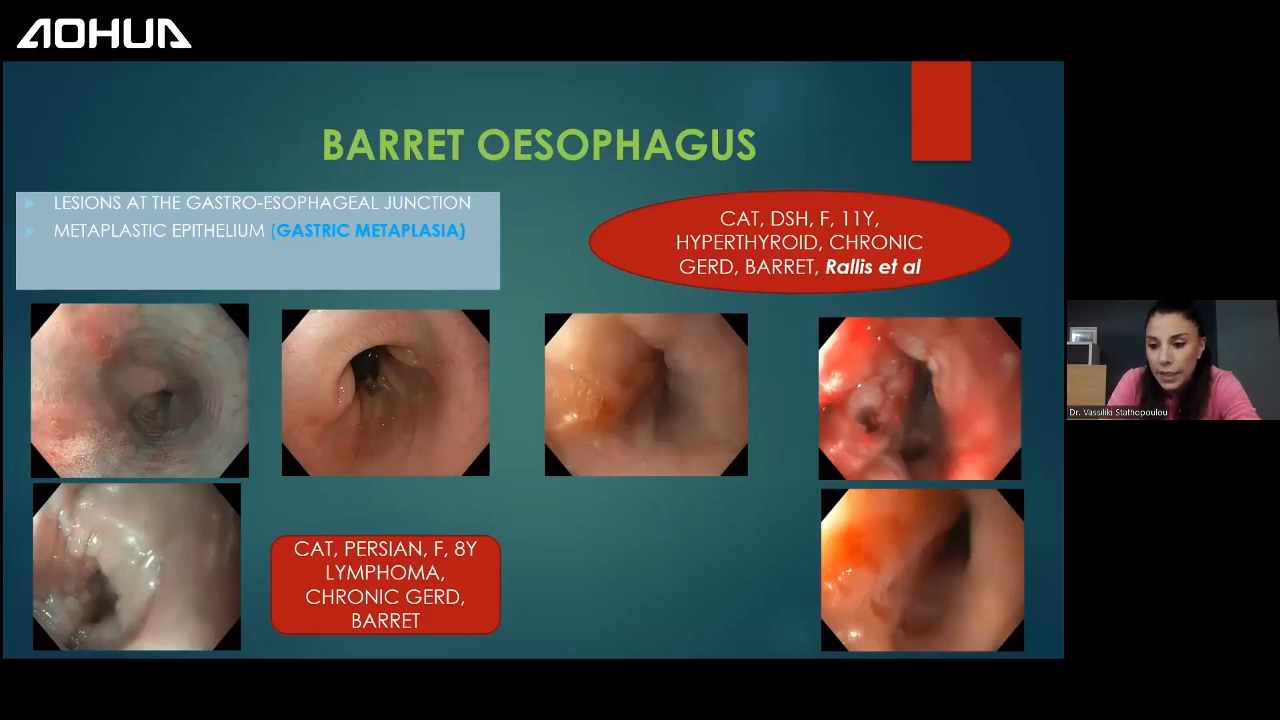 AOHUA
BARRET OESOPHAGUS
LESIONS AT THE GASTRO-ESOPHAGEAL JUNCTION
METAPLASTIC EPITHELIUM (GASTRIC METAPLASIA)
CAT, DSH, F, 11Y,
HYPERTHYROID, CHRONIC
GERD, BARRET, Rallis et al
CAT, PERSIAN, F, 8Y
LYMPHOMA,
CHRONIC GERD,
BARRET
Dr. Vassiliki Stathopoulou